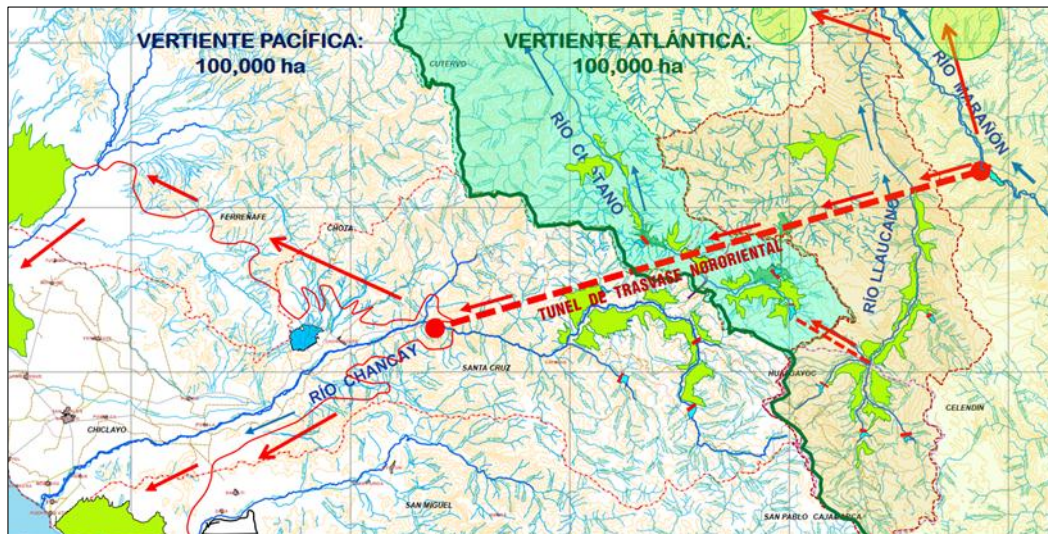 VERTIENTE PACÍFICA:
100,000 ha
VERTIENTE ATLÁNTICA:
100,000 ha
CUTERVO
RÍO MARAÑÓN
RÍO CHOTANO
RÍO LLAUCANO
FERREÑAFE
CHOTA
TUNEL DE TRASVASE NORORIENTAL
RÍO CHANCAY
SANTA CRUZ
HUALGAYOC
CELENDIN
CHICLAYO
SAN MIGUEL
SAN PABLO
CAJAMARCA